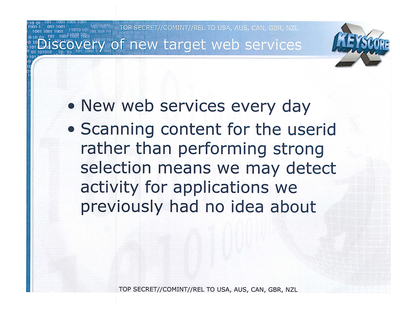 TOP SECRET//COMINT//REL TO USA, AUS, CAN, GBR, NZL
Discovery of new target web services
X KEYSCORE
• New web services every day
• Scanning content for the userid
rather than performing strong
selection means we may detect
activity for applications we
previously had no idea about
TOP SECRET//COMINT//REL TO USA, AUS, CAN, GBR, NZL